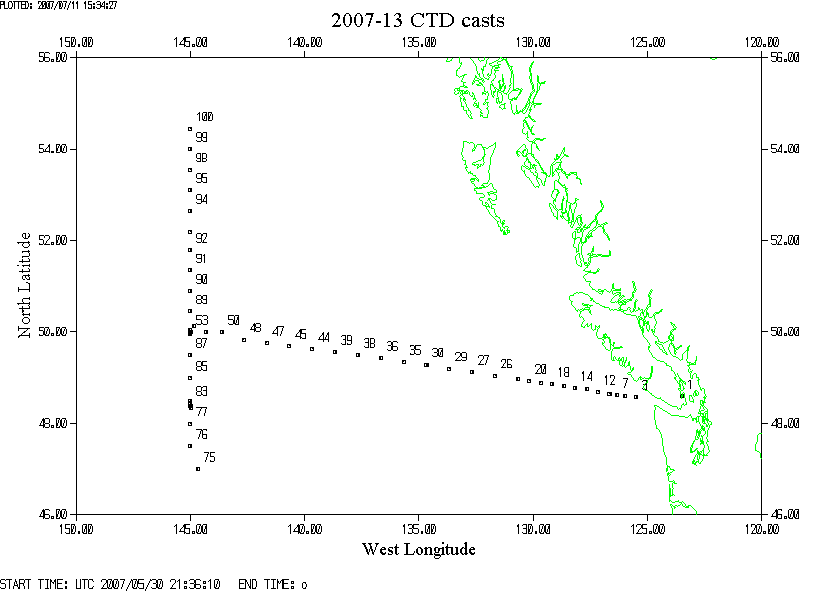 PLOTTED: 2007/07/11 15:34:27
2007-13 CTD casts
150.00 145.00 140.00 135.00 130.00 125.00 120.00
56.00 56.00
100
99
54.00 54.00
98
95
94
52.00 92 52.00
91
90
89
50.00 53 50 48 47 45 44 39 38 36 35 30 29 27 26 20 18 14 12 7 3 1 50.00
87
85
83
77
48.00 48.00
76
75
46.00 46.00
150.00 145.00 140.00 135.00 130.00 125.00 120.00
North Latitude
West Longitude
START TIME: UTC 2007/05/30 21:36:10 END TIME: o